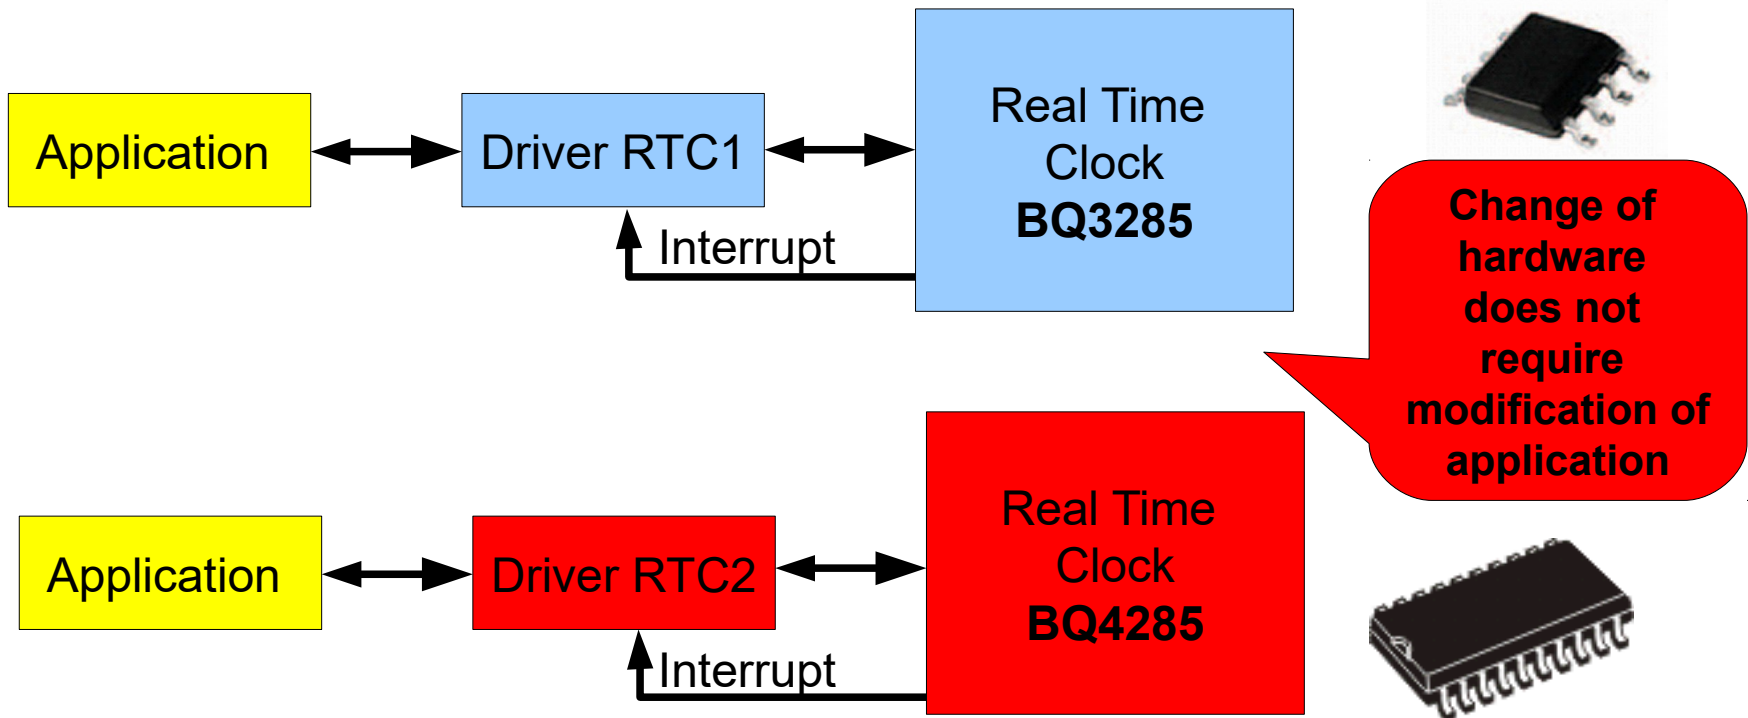 Application
Driver RTC1
Real Time
Clock
BQ3285
Interrupt
Change of
hardware
does not
require
modification of
application
Application
Driver RTC2
Real Time
Clock
BQ4285
Interrupt